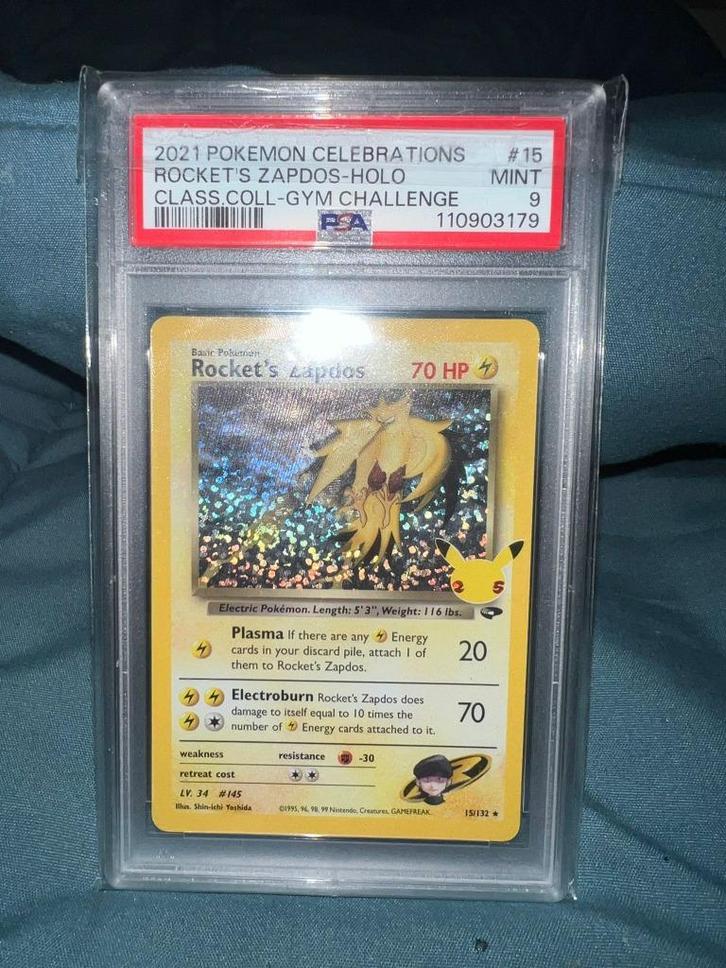 2021 POKEMON CELEBRATIONS #15
ROCKET'S ZAPDOS-HOLO MINT
CLASS.COLL-GYM CHALLENGE 9
PSA 110903179
Basic Pokémon
Rocket's Zapdos 70 HP
25
Electric Pokémon. Length: 5'3", Weight: 116 lbs.
Plasma If there are any Energy
cards in your discard pile, attach 1 of
them to Rocket's Zapdos.
20
Electroburn Rocket's Zapdos does
damage to itself equal to 10 times the
number of Energy cards attached to it.
70
weakness resistance -30
retreat cost
LV. 34 #145
Illus. Shin-ichi Yoshida ©1995, 96, 98, 99 Nintendo, Creatures, GAMEFREAK. 15/132